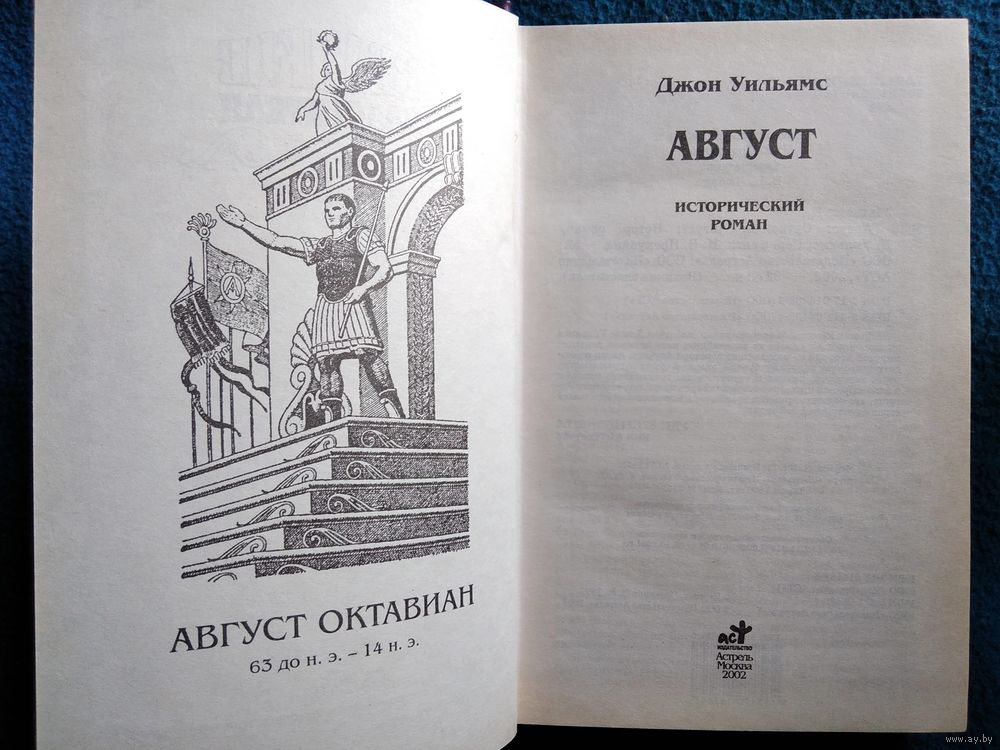 АВГУСТ ОКТАВИАН
63 до н. э. – 14 н. э.
Джон Уильямс
АВГУСТ
ИСТОРИЧЕСКИЙ
РОМАН
аст
ИЗДАТЕЛЬСТВО
Астрель
Москва
2002
www.ay.by